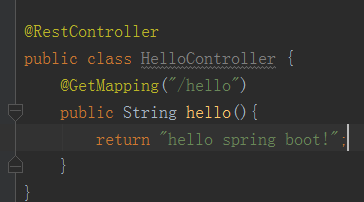 @RestController
public class HelloController {
    @GetMapping("/hello")
    public String hello(){
        return "hello spring boot!";
    }
}